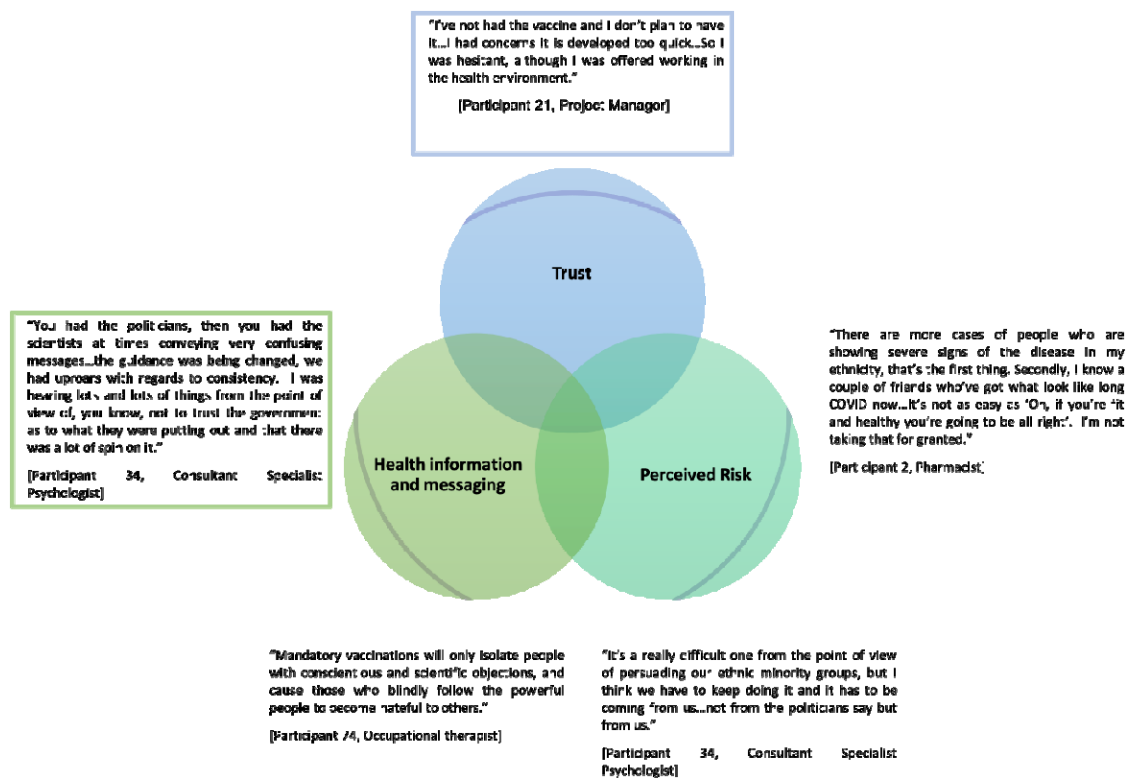 "I've not had the vaccine and I don't plan to have
it...I had concerns it is developed too quick...So I
was hesitant, although I was offered working in
the health environment."
[Participant 21, Project Manager]
Trust
"You had the politicians, then you had the
scientists at times conveying very confusing
messages...the guidance was being changed, we
had uproars with regards to consistency. I was
hearing lots and lots of things from the point of
view of, you know, not to trust the government
as to what they were putting out and that there
was a lot of spin on it."
[Participant 34, Consultant Specialist
Psychologist]
"There are more cases of people who are
showing severe signs of the disease in my
ethnicity, that's the first thing. Secondly, I know a
couple of friends who've got what look like long
COVID now...it's not as easy as 'Oh, if you're fit
and healthy you're going to be all right'. I'm not
taking that for granted."
[Participant 2, Pharmacist]
Health information
and messaging
Perceived Risk
"Mandatory vaccinations will only isolate people
with conscientious and scientific objections, and
cause those who blindly follow the powerful
people to become hateful to others."
[Participant 74, Occupational therapist]
"It's a really difficult one from the point of view
of persuading our ethnic minority groups, but I
think we have to keep doing it and it has to be
coming from us...not from the politicians say but
from us."
[Participant 34, Consultant Specialist
Psychologist]